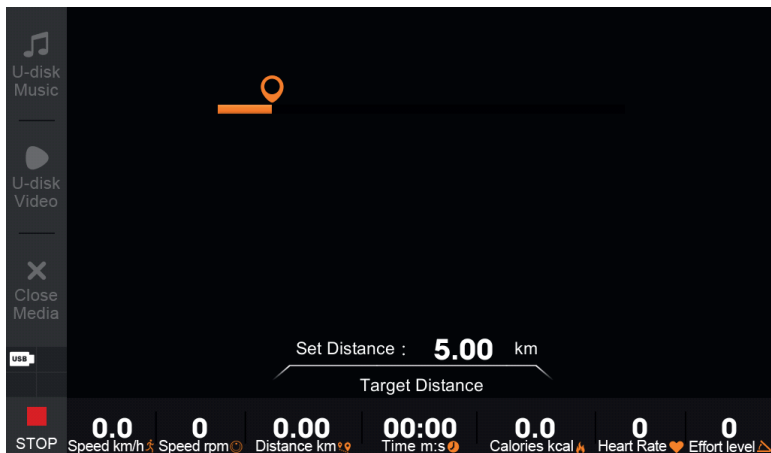 U-disk
Music
U-disk
Video
Close
Media
USB
Set Distance : 5.00 km
Target Distance
STOP
0.0 0 0.00 00:00 0.0 0 0
Speed km/h Speed rpm Distance km Time m:s Calories kcal Heart Rate Effort level